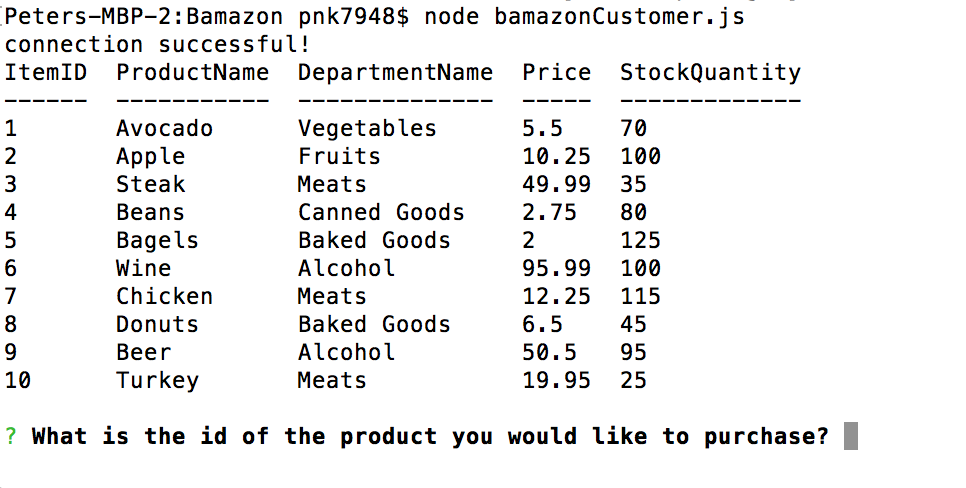 [Peters-MBP-2:Bamazon pnk7948$ node bamazonCustomer.js
connection successful!
ItemID  ProductName  DepartmentName  Price  StockQuantity
------  -----------  --------------  -----  -------------
1       Avocado      Vegetables      5.5    70
2       Apple        Fruits          10.25  100
3       Steak        Meats           49.99  35
4       Beans        Canned Goods    2.75   80
5       Bagels       Baked Goods     2      125
6       Wine         Alcohol         95.99  100
7       Chicken      Meats           12.25  115
8       Donuts       Baked Goods     6.5    45
9       Beer         Alcohol         50.5   95
10      Turkey       Meats           19.95  25
? What is the id of the product you would like to purchase?